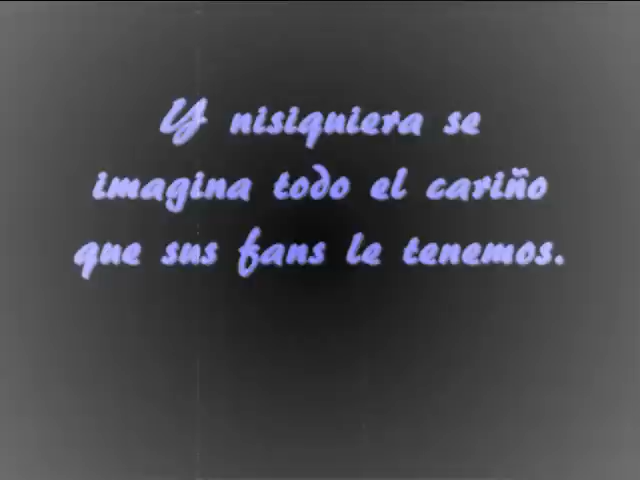 Y nisiquiera se
imagina todo el cariño
que sus fans le tenemos.